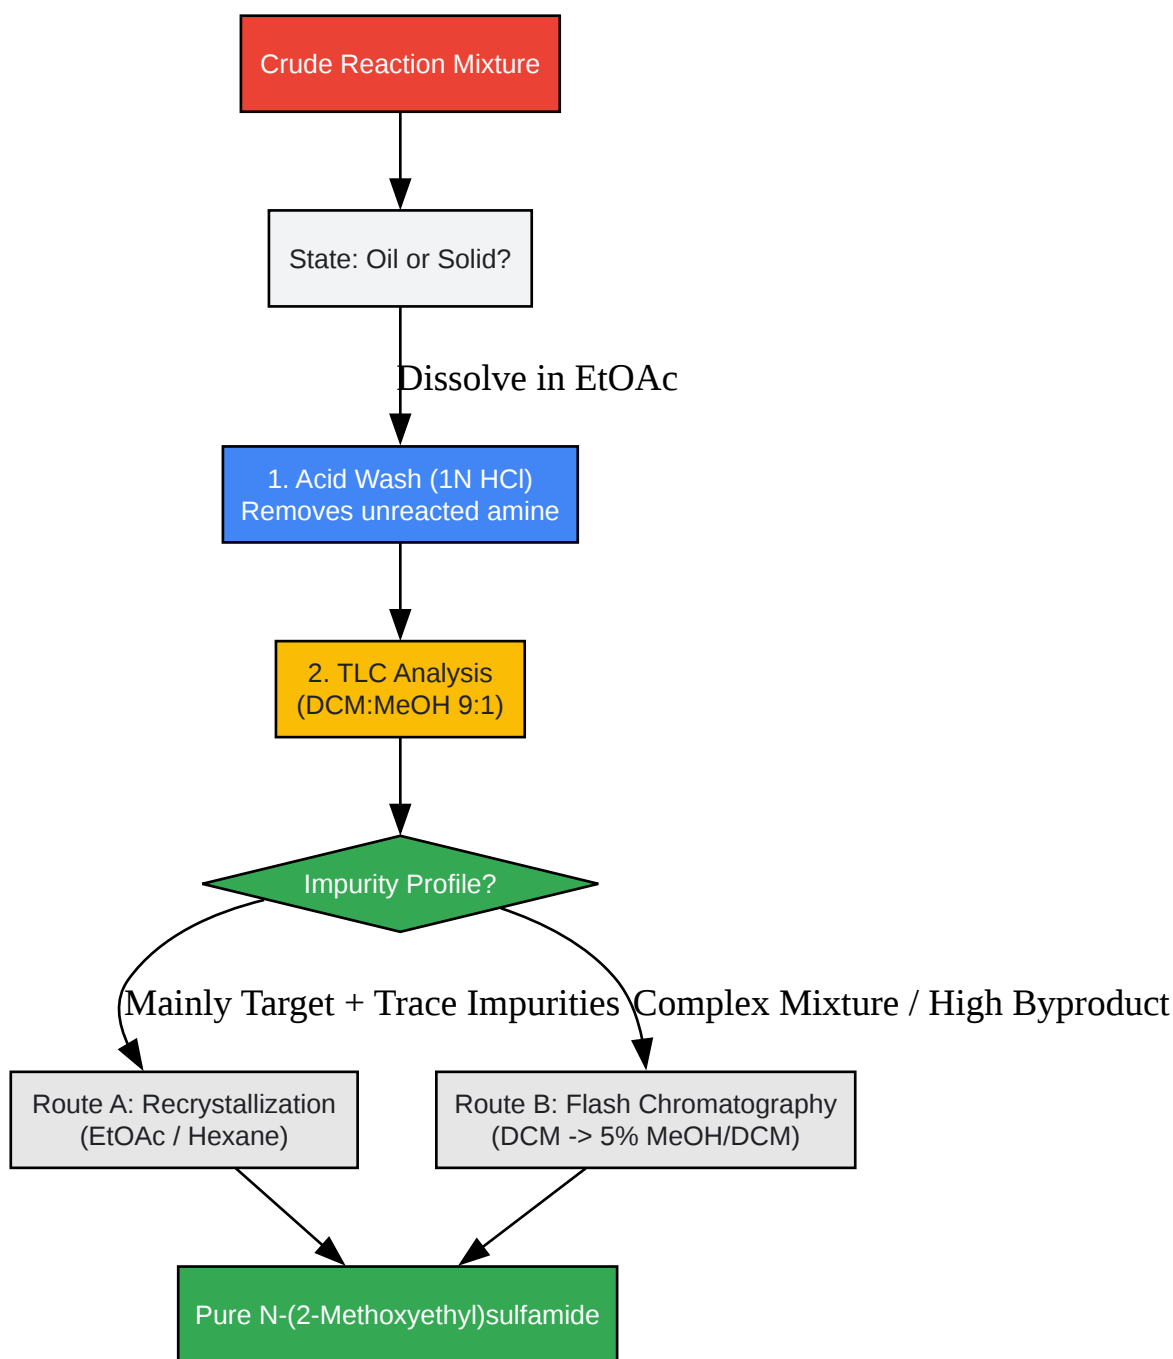 Crude Reaction Mixture
State: Oil or Solid?
Dissolve in EtOAc
1. Acid Wash (1N HCl)
Removes unreacted amine
2. TLC Analysis
(DCM:MeOH 9:1)
Impurity Profile?
Mainly Target + Trace Impurities
Complex Mixture / High Byproduct
Route A: Recrystallization
(EtOAc / Hexane)
Route B: Flash Chromatography
(DCM -> 5% MeOH/DCM)
Pure N-(2-Methoxyethyl)sulfamide